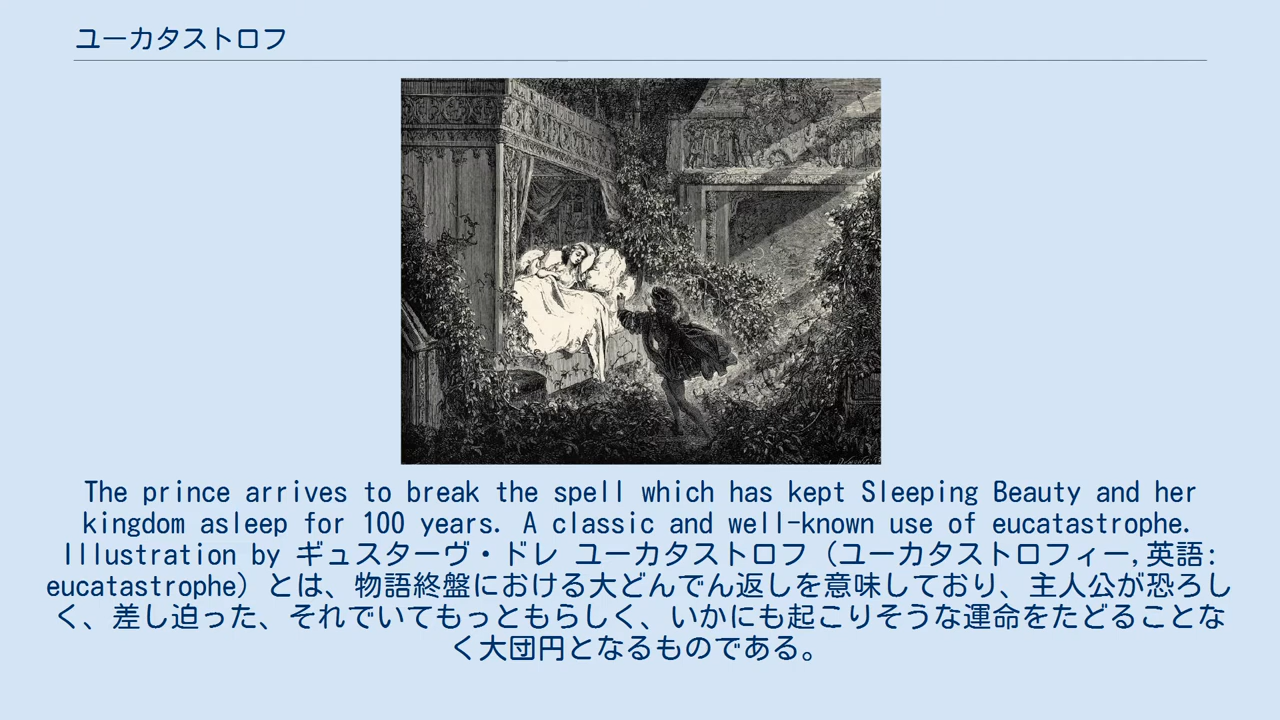 ユーカタストロフ
The prince arrives to break the spell which has kept Sleeping Beauty and her
kingdom asleep for 100 years. A classic and well-known use of eucatastrophe.
Illustration by ギュスターヴ・ドレ ユーカタストロフ（ユーカタストロフィー,英語:
eucatastrophe）とは、物語終盤における大どんでん返しを意味しており、主人公が恐ろし
く、差し迫った、それでいてもっともらしく、いかにも起こりそうな運命をたどることな
く大団円となるものである。